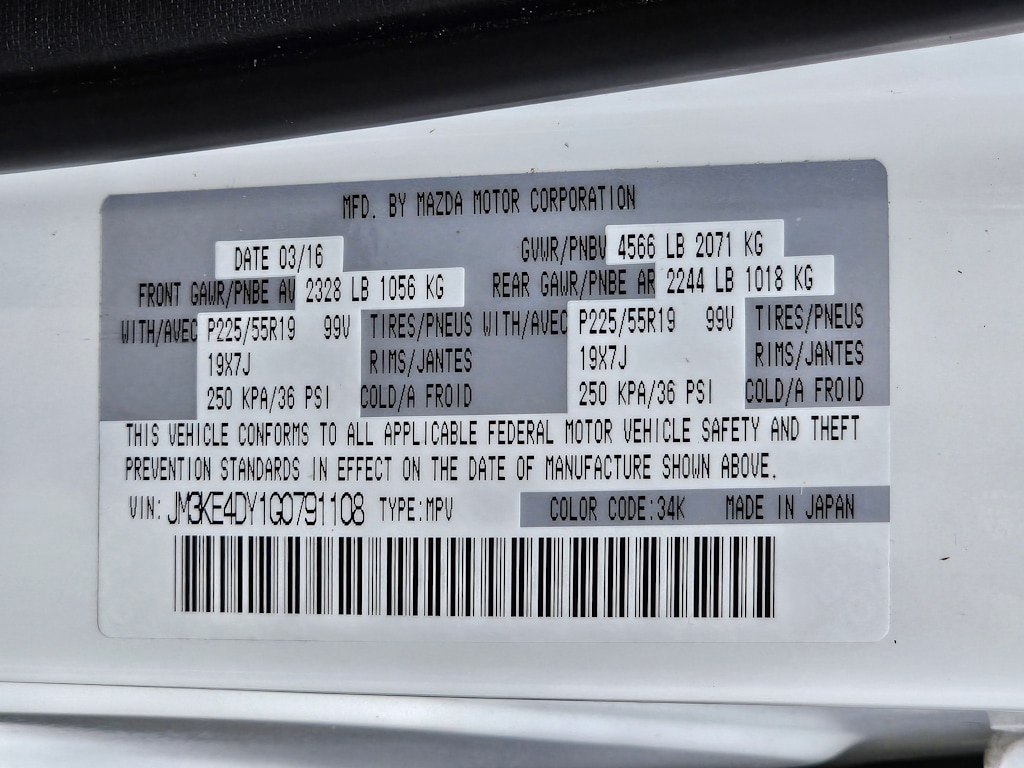 MFD. BY MAZDA MOTOR CORPORATION
DATE 03/16 GVWR/PNBV 4566 LB 2071 KG
FRONT GAWR/PNBE AV 2328 LB 1056 KG REAR GAWR/PNBE AR 2244 LB 1018 KG
WITH/AVEC P225/55R19 99V TIRES/PNEUS WITH/AVEC P225/55R19 99V TIRES/PNEUS
19X7J RIMS/JANTES 19X7J RIMS/JANTES
250 KPA/36 PSI COLD/A FROID 250 KPA/36 PSI COLD/A FROID
THIS VEHICLE CONFORMS TO ALL APPLICABLE FEDERAL MOTOR VEHICLE SAFETY AND THEFT
PREVENTION STANDARDS IN EFFECT ON THE DATE OF MANUFACTURE SHOWN ABOVE.
VIN: JM3KE4DY1G0791108 TYPE:MPV COLOR CODE:34K MADE IN JAPAN